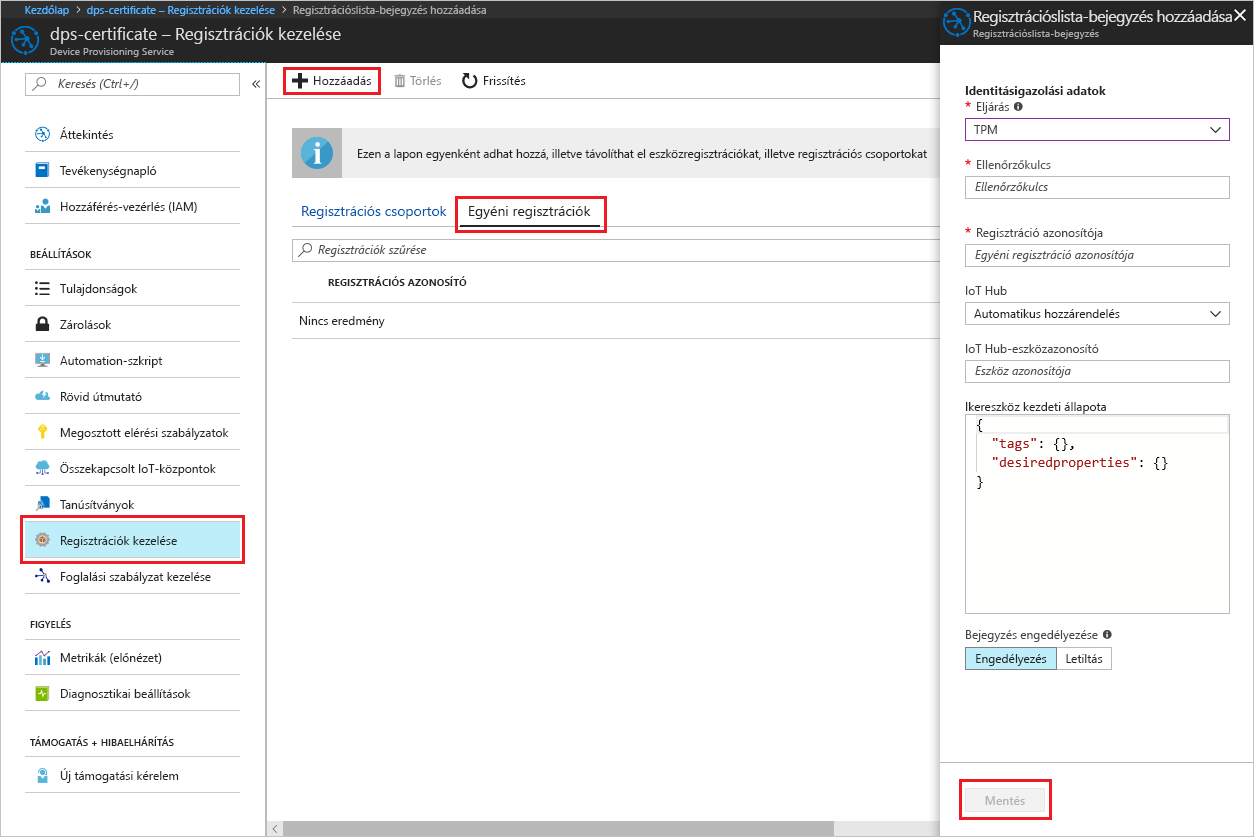 Kezdőlap > dps-certificate – Regisztrációk kezelése > Regisztrációslista-bejegyzés hozzáadása
dps-certificate – Regisztrációk kezelése
Device Provisioning Service
Keresés (Ctrl+/)
«
Áttekintés
Tevékenységnapló
Hozzáférés-vezérlés (IAM)
BEÁLLÍTÁSOK
Tulajdonságok
Zárolások
Automation-szkript
Rövid útmutató
Megosztott elérési szabályzatok
Összekapcsolt IoT-központok
Tanúsítványok
Regisztrációk kezelése
Foglalási szabályzat kezelése
FIGYELÉS
Metrikák (előnézet)
Diagnosztikai beállítások
TÁMOGATÁS + HIBAELHÁRÍTÁS
Új támogatási kérelem
Hozzáadás Törlés Frissítés
Ezen a lapon egyenként adhat hozzá, illetve távolíthat el eszközregisztrációkat, illetve regisztrációs csoportokat
Regisztrációs csoportok Egyéni regisztrációk
Regisztrációk szűrése
REGISZTRÁCIÓS AZONOSÍTÓ
Nincs eredmény
Regisztrációslista-bejegyzés hozzáadása
Regisztrációslista-bejegyzés
Identitásigazolási adatok
* Eljárás
TPM
* Ellenőrzőkulcs
Ellenőrzőkulcs
* Regisztráció azonosítója
Egyéni regisztráció azonosítója
IoT Hub
Automatikus hozzárendelés
IoT Hub-eszközazonosító
Eszköz azonosítója
Ikereszköz kezdeti állapota
{
"tags": {},
"desiredproperties": {}
}
Bejegyzés engedélyezése
Engedélyezés Letiltás
Mentés